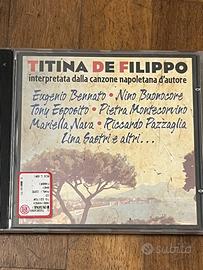 TITINA DE FILIPPO
interpretata dalla canzone napoletana d'autore
Eugenio Bennato • Nino Buonocore
Tony Esposito • Pietra Montecorvino
Mariella Nava • Riccardo Pazzaglia
Lina Sastri e altri...
subito